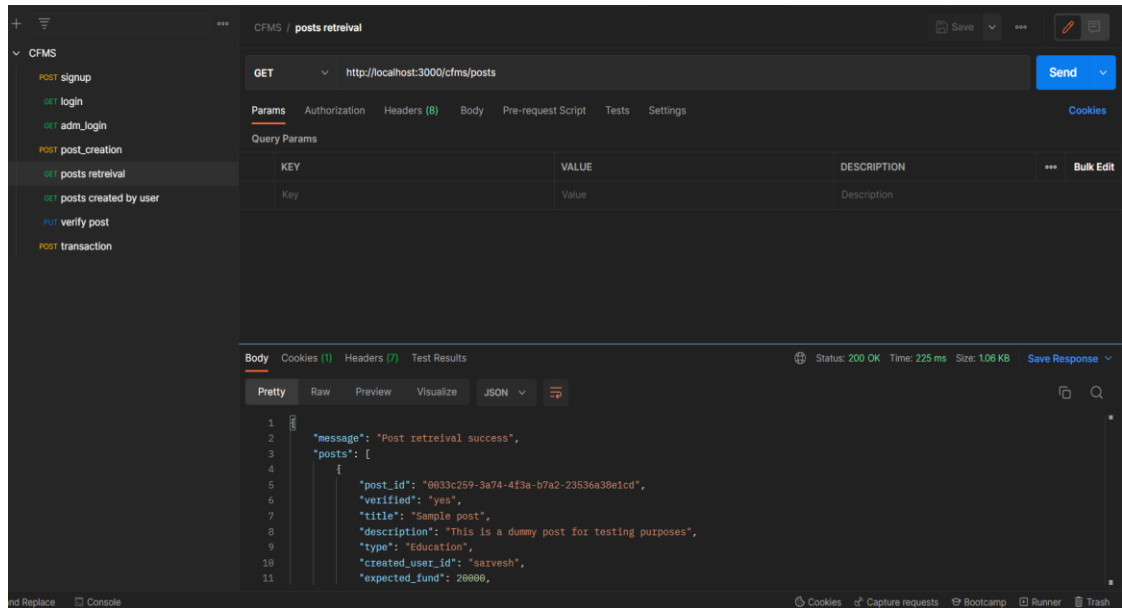 CFMS / posts retreival
Save
CFMS
POST signup
GET login
GET adm_login
POST post_creation
GET posts retreival
GET posts created by user
PUT verify post
POST transaction
GET http://localhost:3000/cfms/posts Send
Params Authorization Headers (8) Body Pre-request Script Tests Settings Cookies
Query Params
KEY VALUE DESCRIPTION Bulk Edit
Key Value Description
Body Cookies (1) Headers (7) Test Results Status: 200 OK Time: 225 ms Size: 1.06 KB Save Response
Pretty Raw Preview Visualize JSON
1 {
2 "message": "Post retreival success",
3 "posts": [
4 {
5 "post_id": "0033c259-3a74-4f3a-b7a2-23536a38e1cd",
6 "verified": "yes",
7 "title": "Sample post",
8 "description": "This is a dummy post for testing purposes",
9 "type": "Education",
10 "created_user_id": "sarvesh",
11 "expected_fund": 20000,
nd Replace Console Cookies Capture requests Bootcamp Runner Trash